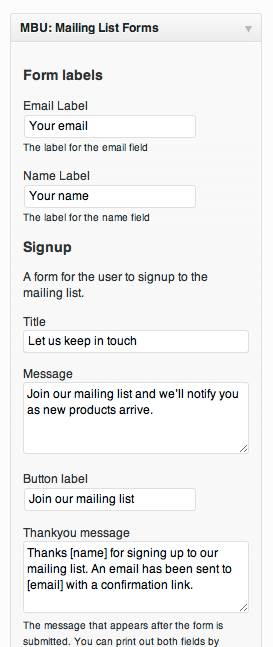 MBU: Mailing List Forms
Form labels
Email Label
Your email
The label for the email field
Name Label
Your name
The label for the name field
Signup
A form for the user to signup to the
mailing list.
Title
Let us keep in touch
Message
Join our mailing list and we'll notify you
as new products arrive.
Button label
Join our mailing list
Thankyou message
Thanks [name] for signing up to our
mailing list. An email has been sent to
[email] with a confirmation link.
The message that appears after the form is
submitted. You can print out both fields by